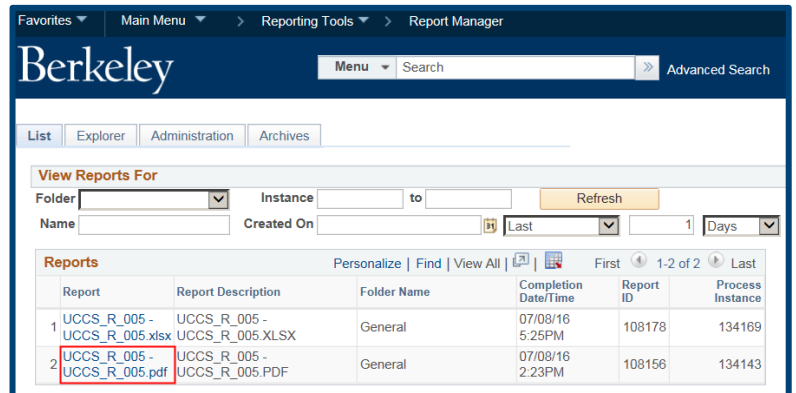 Favorites Main Menu > Reporting Tools > Report Manager
Berkeley
Menu Search » Advanced Search
List Explorer Administration Archives
View Reports For
Folder Instance to Refresh
Name Created On 31 Last 1 Days
Reports Personalize | Find | View All | | First 1-2 of 2 Last
Report Report Description Folder Name Completion Date/Time Report ID Process Instance
1 UCCS_R_005 - UCCS_R_005.xlsx UCCS_R_005 - UCCS_R_005.XLSX General 07/08/16 5:25PM 108178 134169
2 UCCS_R_005 - UCCS_R_005.pdf UCCS_R_005 - UCCS_R_005.PDF General 07/08/16 2:23PM 108156 134143